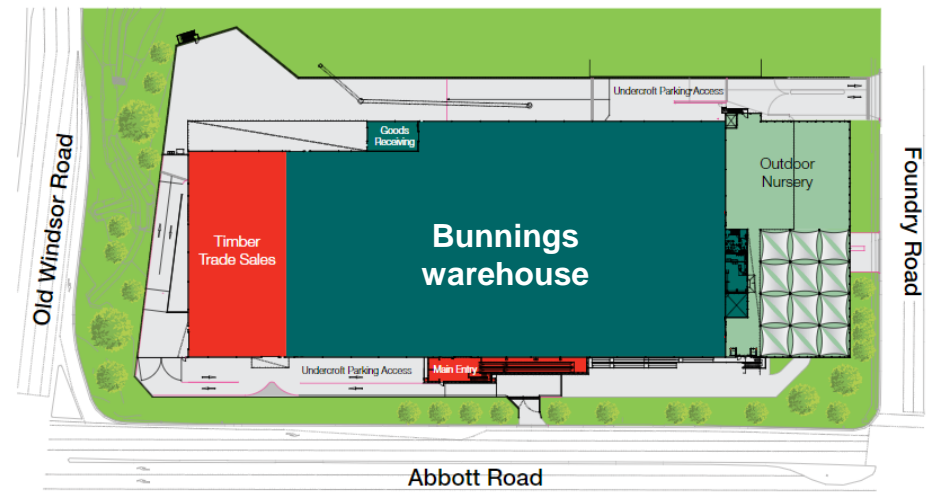 Undercroft Parking Access
Goods
Receiving
Outdoor
Nursery
Old Windsor Road
Foundry Road
Timber
Trade Sales
Bunnings
warehouse
Undercroft Parking Access
Main Entry
Abbott Road